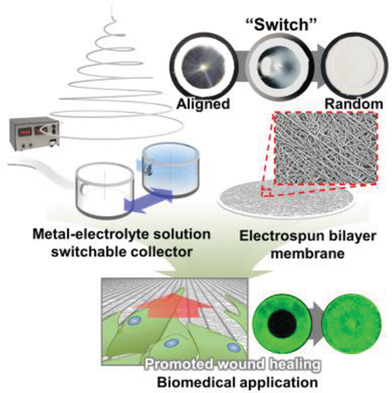 “Switch”
Aligned
Random
Metal-electrolyte solution
switchable collector
Electrospun bilayer
membrane
Promoted wound healing
Biomedical application